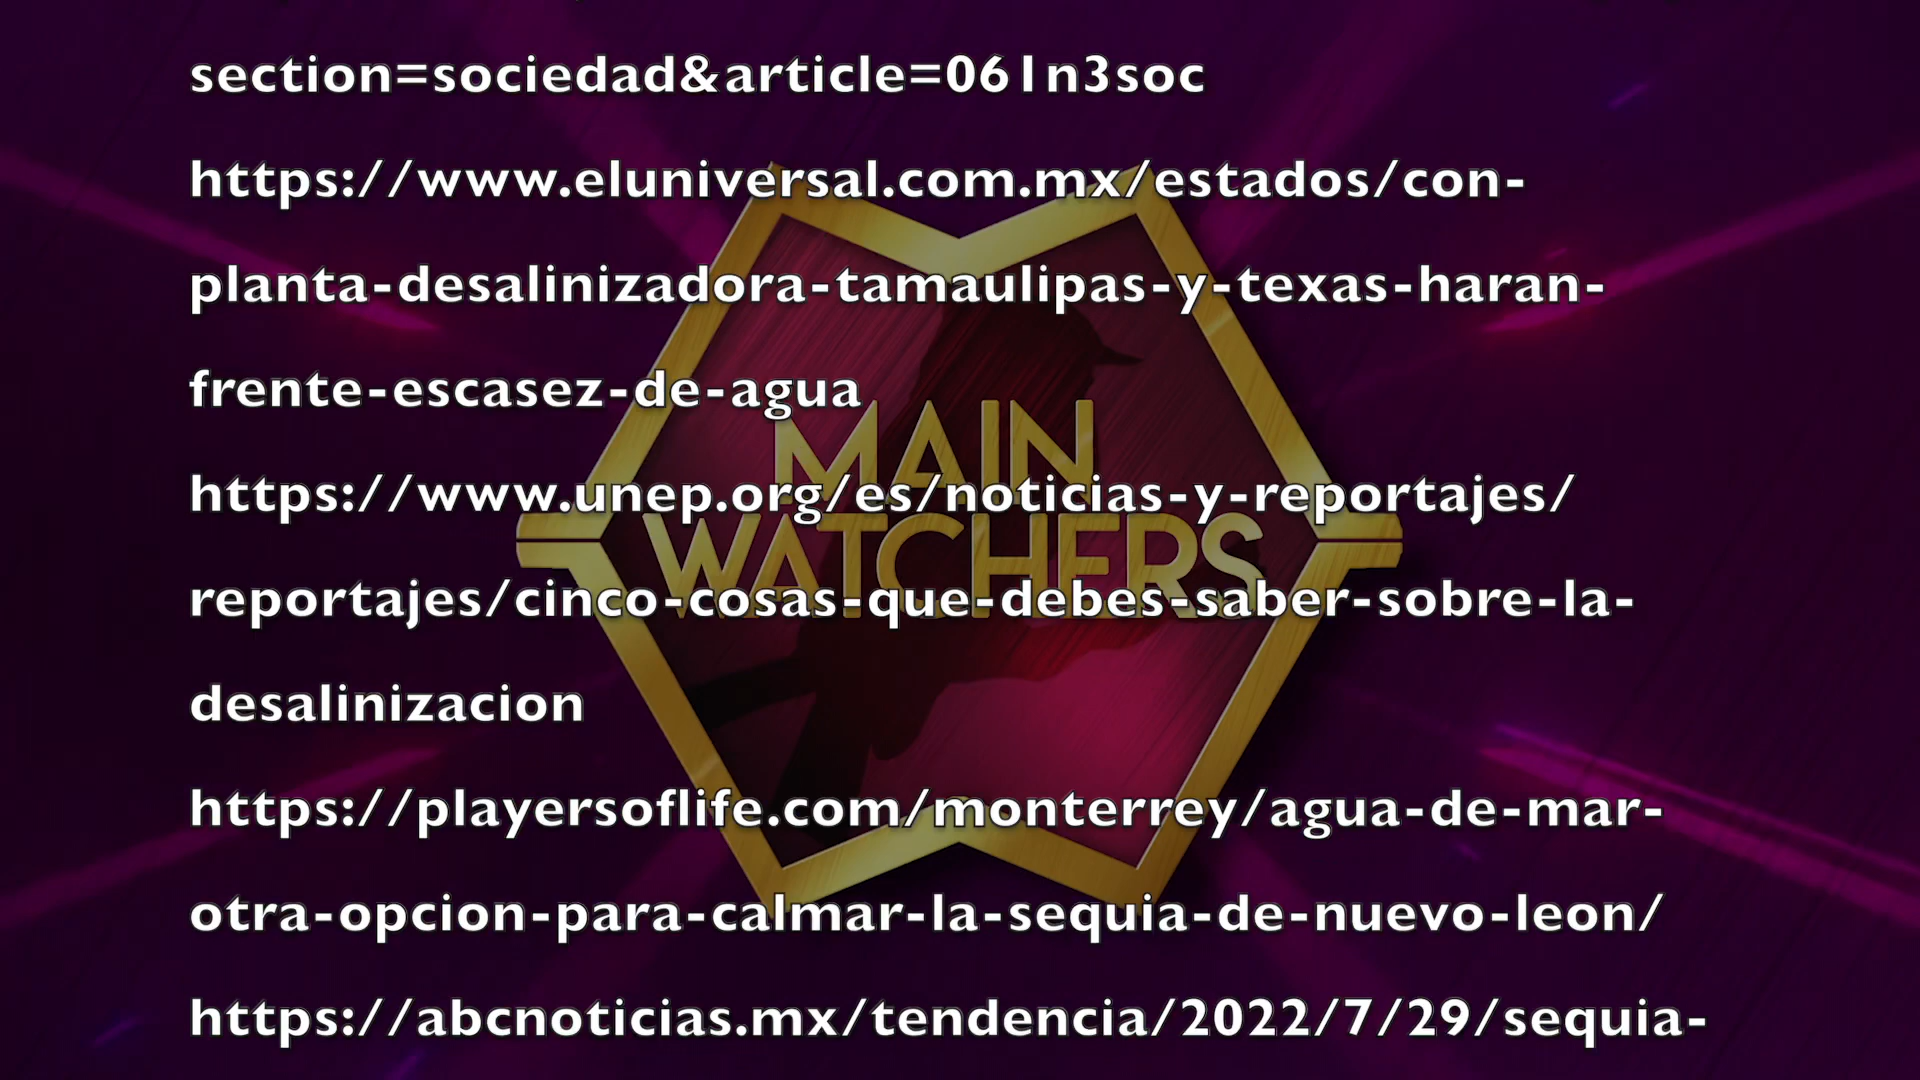 section=sociedad&article=061n3soc
https://www.eluniversal.com.mx/estados/con-
planta-desalinizadora-tamaulipas-y-texas-haran-
frente-escasez-de-agua
MAIN
https://www.unep.org/es/noticias-y-reportajes/
WATCHERS
reportajes/cinco-cosas-que-debes-saber-sobre-la-
desalinizacion
https://playersoflife.com/monterrey/agua-de-mar-
otra-opcion-para-calmar-la-sequia-de-nuevo-leon/
https://abcnoticias.mx/tendencia/2022/7/29/sequia-